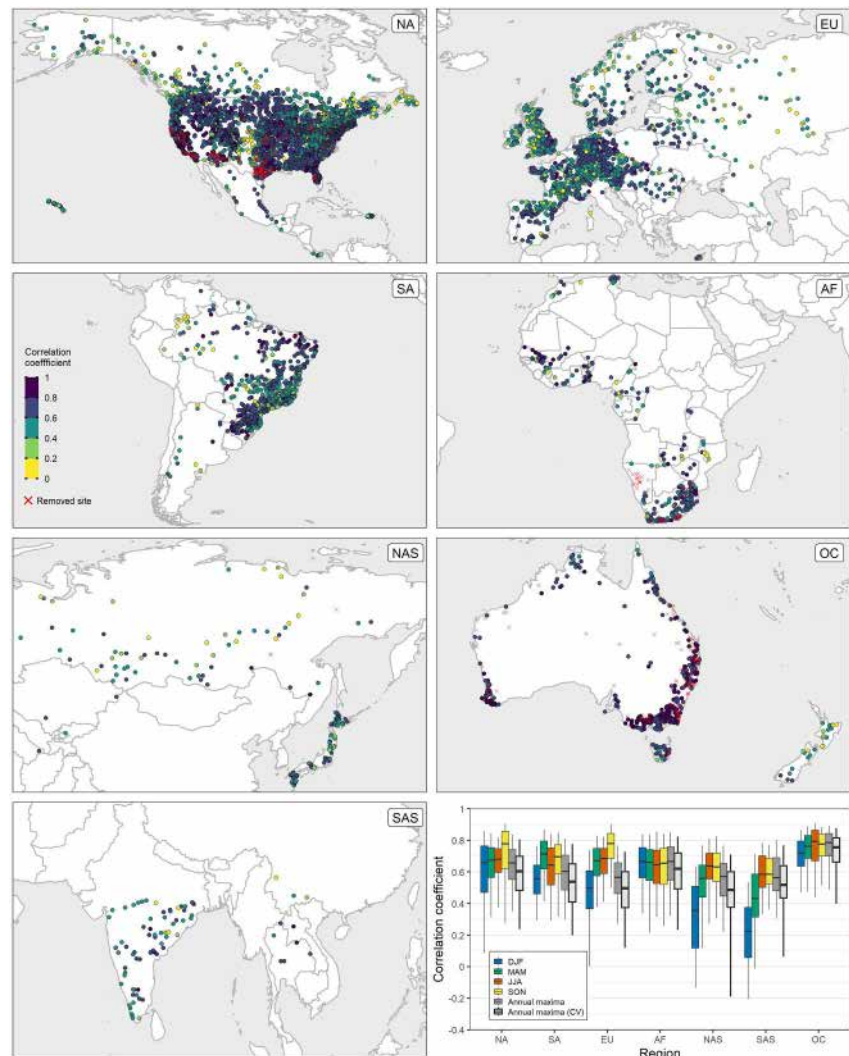 NA
EU
SA
AF
Correlation
coeffficient
1
0.8
0.6
0.4
0.2
0
Removed site
NAS
OC
SAS
Correlation coefficient
1
0.8
0.6
0.4
0.2
0
-0.2
-0.4
DJF
MAM
JJA
SON
Annual maxima
Annual maxima (CV)
NA SA EU AF NAS SAS OC
Region